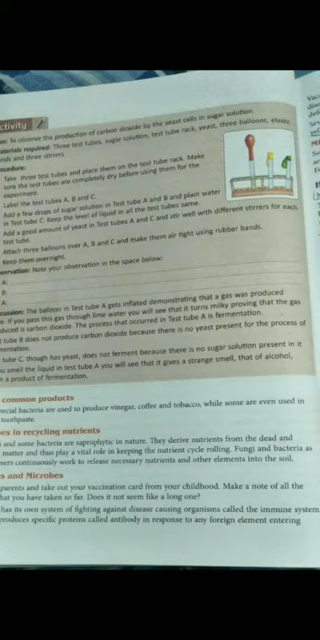 ctivity
m: To observe the production of carbon dioxide by the yeast cells in sugar solution.
aterials required: Three test tubes, sugar solution, test tube rack, yeast, three balloons, elastic
nds and three stirrers.
ocedure:
Take three test tubes and place them on the test tube rack. Make
sure the test tubes are completely dry before using them for the
experiment.
Label the test tubes A, B and C.
Add a few drops of sugar solution in Test tube A and B and plain water
in Test tube C. Keep the level of liquid in all the test tubes same.
Add a good amount of yeast in Test tubes A and C and stir well with different stirrers for each
test tube.
Attach three balloons over A, B and C and make them air tight using rubber bands.
Keep them overnight.
servation: Note your observation in the space below:
A:
B:
A:
cussion: The balloon in Test tube A gets inflated demonstrating that a gas was produced
e. If you pass this gas through lime water you will see that it turns milky proving that the gas
duced is carbon dioxide. The process that occurred in Test tube A is fermentation.
t tube B does not produce carbon dioxide because there is no yeast present for the process of
mentation.
tube C, though has yeast, does not ferment because there is no sugar solution present in it
u smell the liquid in test tube A you will see that it gives a strange smell, that of alcohol,
h a product of fermentation.
common products
ecial bacteria are used to produce vinegar, coffer and tobacco, while some are even used in
toothpaste.
es in recycling nutrients
i and some bacteria are saprophytic in nature. They derive nutrients from the dead and
matter and thus play a vital role in keeping the nutrient cycle rolling. Fungi and bacteria as
sers continuously work to release necessary nutrients and other elements into the soil.
s and Microbes
parents and take out your vaccination card from your childhood. Make a note of all the
hat you have taken so far. Does it not seem like a long one?
has its own system of fighting against disease causing organisms called the immune system
produces specific proteins called antibody in response to any foreign element entering